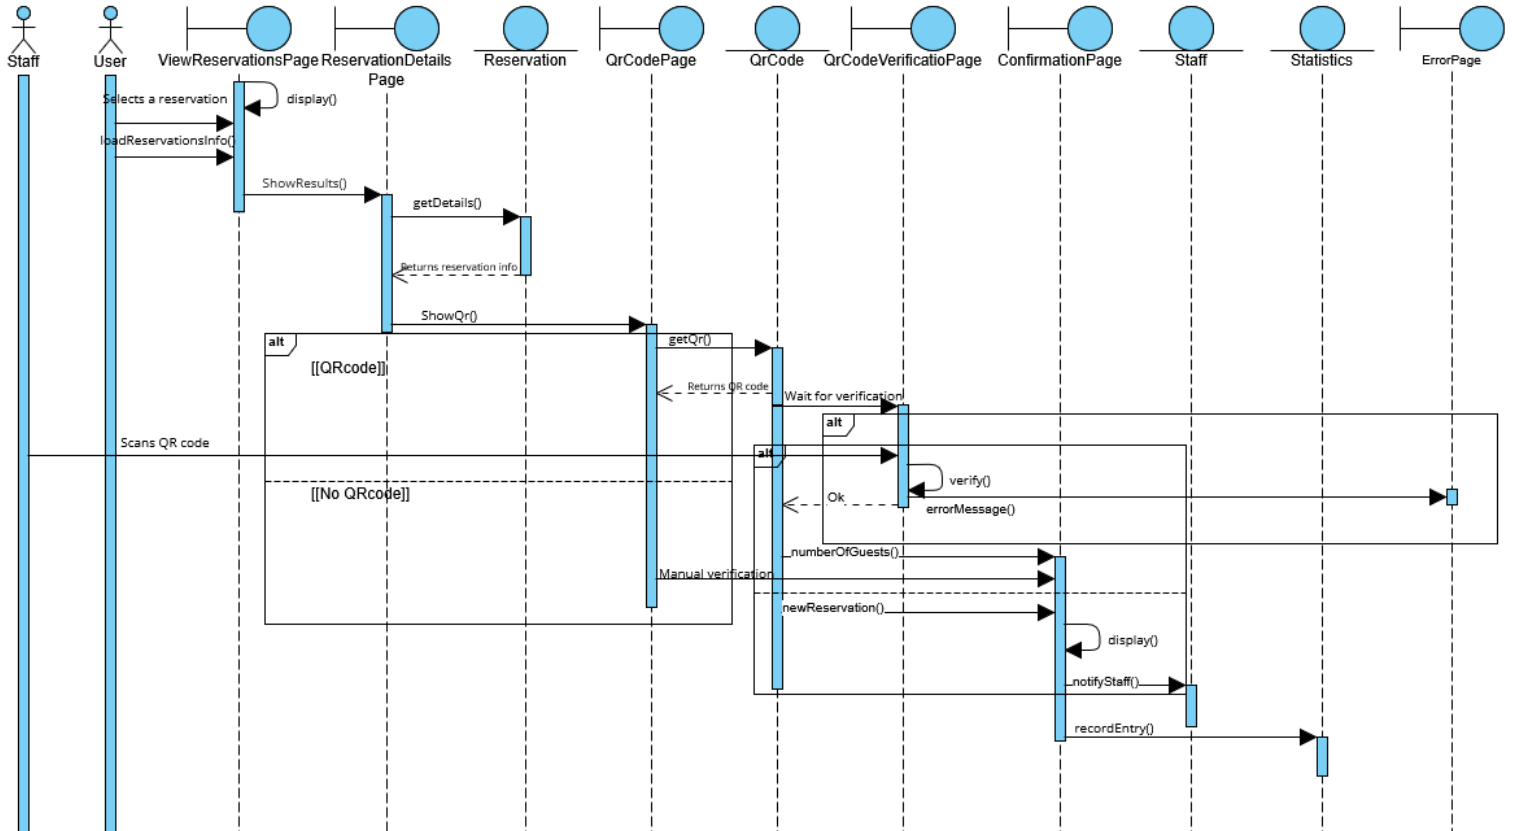 Staff
User
ViewReservationsPage
ReservationDetails
Page
Reservation
QrCodePage
QrCode
QrCodeVerificatioPage
ConfirmationPage
Staff
Statistics
ErrorPage
Selects a reservation
display()
loadReservationsInfo()
ShowResults()
getDetails()
Returns reservation info
ShowQr()
alt
getQr()
[[QRcode]]
Returns QR code
Wait for verification
alt
Scans QR code
alt
verify()
[[No QRcode]]
Ok
errorMessage()
numberOfGuests()
Manual verification
newReservation()
display()
notifyStaff()
recordEntry()